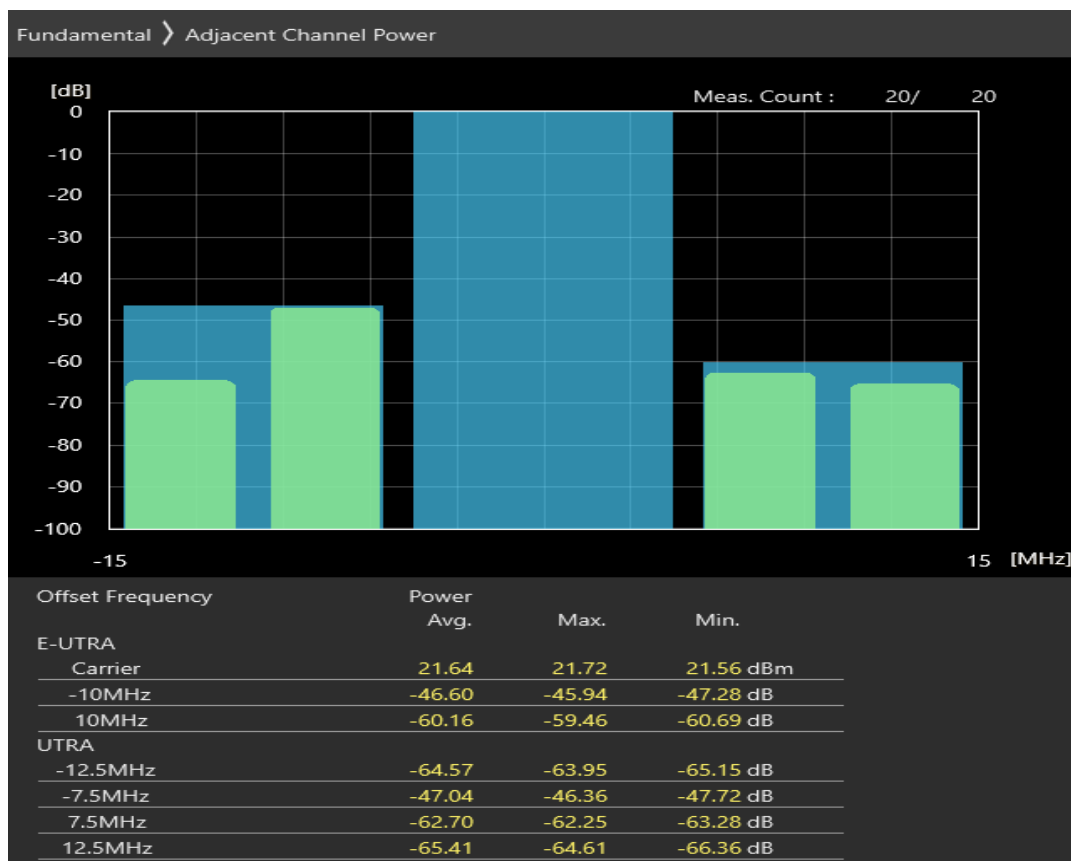 Fundamental 〉 Adjacent Channel Power
[dB]
Meas. Count : 20/ 20
0
-10
-20
-30
-40
-50
-60
-70
-80
-90
-100
-15 15 [MHz]
Offset Frequency Power
Avg. Max. Min.
E-UTRA
Carrier 21.64 21.72 21.56 dBm
-10MHz -46.60 -45.94 -47.28 dB
10MHz -60.16 -59.46 -60.69 dB
UTRA
-12.5MHz -64.57 -63.95 -65.15 dB
-7.5MHz -47.04 -46.36 -47.72 dB
7.5MHz -62.70 -62.25 -63.28 dB
12.5MHz -65.41 -64.61 -66.36 dB